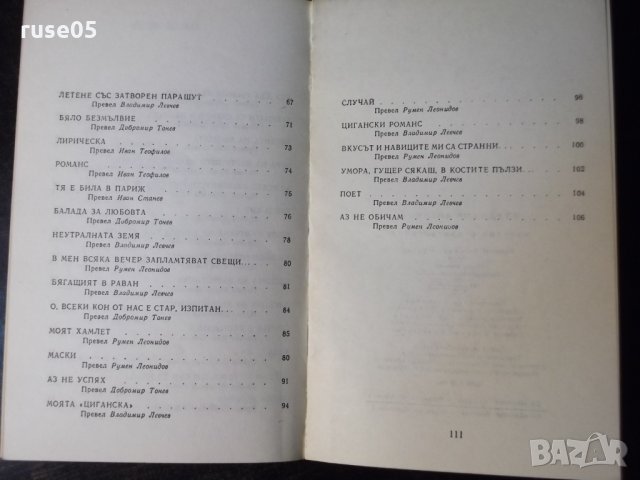 ruse05
ЛЕТЕНЕ СЪС ЗАТВОРЕН ПАРАШУТ . . . . . . 67
Превел Владимир Левчев
БЯЛО БЕЗМЪЛВИЕ . . . . . . 71
Превел Добромир Тонев
ЛИРИЧЕСКА . . . . . . 73
Превел Иван Теофилов
РОМАНС . . . . . . 74
Превел Иван Теофилов
ТЯ Е БИЛА В ПАРИЖ . . . . . . 75
Превел Иван Станев
БАЛАДА ЗА ЛЮБОВТА . . . . . . 76
Превел Добромир Тонев
НЕУТРАЛНАТА ЗЕМЯ . . . . . . 78
Превел Владимир Левчев
В МЕН ВСЯКА ВЕЧЕР ЗАПЛАМТЯВАТ СВЕЩИ... 80
Превел Румен Леонидов
БЯГАЩИЯТ В РАВАН . . . . . . 81
Превел Владимир Левчев
О, ВСЕКИ КОН ОТ НАС Е СТАР, ИЗПИТАН... 84
Превел Добромир Тонев
МОЯТ ХАМЛЕТ . . . . . . 85
Превел Румен Леонидов
МАСКИ . . . . . . 80
Превел Румен Леонидов
АЗ НЕ УСПЯХ . . . . . . 91
Превел Добромир Тонев
МОЯТА «ЦИГАНСКА» . . . . . . 94
Превел Владимир Левчев
СЛУЧАЙ . . . . . . 96
Превел Румен Леонидов
ЦИГАНСКИ РОМАНС . . . . . . 98
Превел Владимир Левчев
ВКУСЪТ И НАВИЦИТЕ МИ СА СТРАННИ... 100
Превел Румен Леонидов
УМОРА, ГУЩЕР СЯКАШ, В КОСТИТЕ ПЪЛЗИ... 102
Превел Владимир Левчев
ПОЕТ . . . . . . 104
Превел Владимир Левчев
АЗ НЕ ОБИЧАМ . . . . . . 106
Превел Румен Леонидов
111
BAZAR